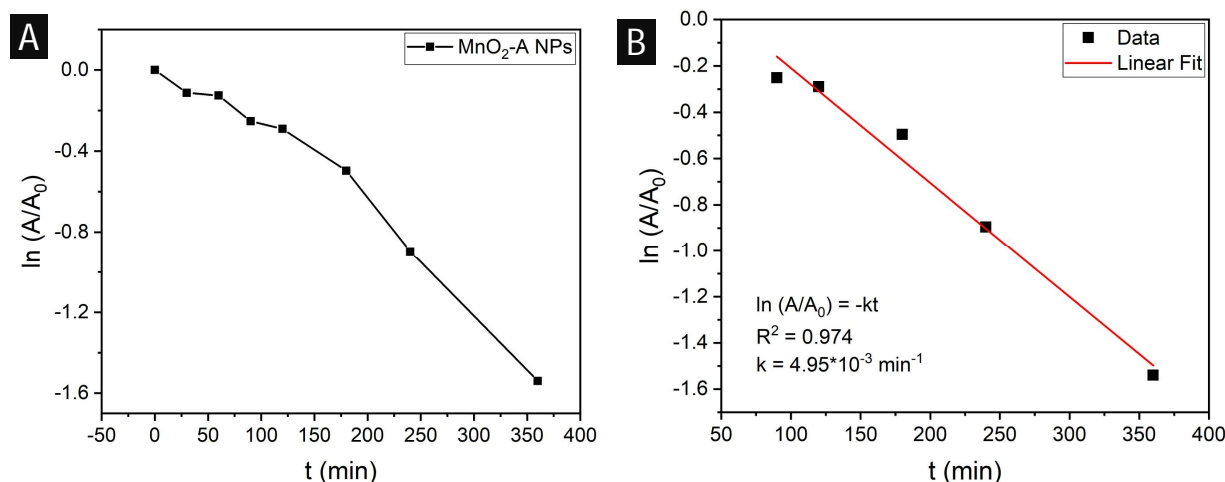 A
MnO₂-A NPs
0.0
-0.4
-0.8
-1.2
-1.6
ln (A/A₀)
-50 0 50 100 150 200 250 300 350 400
t (min)
B
Data
Linear Fit
0.0
-0.2
-0.4
-0.6
-0.8
-1.0
-1.2
-1.4
-1.6
ln (A/A₀)
ln (A/A₀) = -kt
R² = 0.974
k = 4.95*10⁻³ min⁻¹
50 100 150 200 250 300 350 400
t (min)